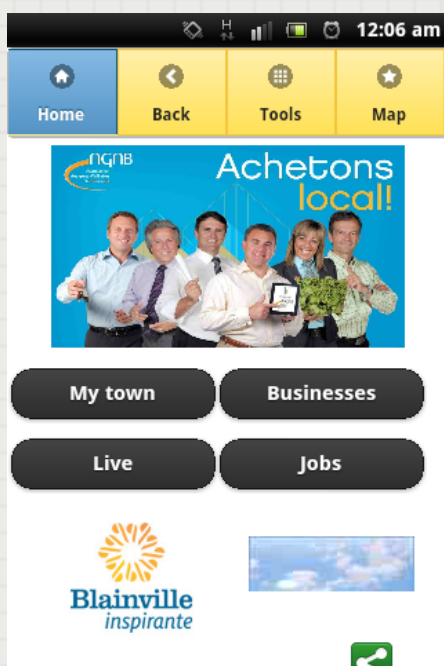 H
12:06 am
Home
Back
Tools
Map
NGNB
Achetons
local!
My town
Businesses
Live
Jobs
Blainville
inspirante